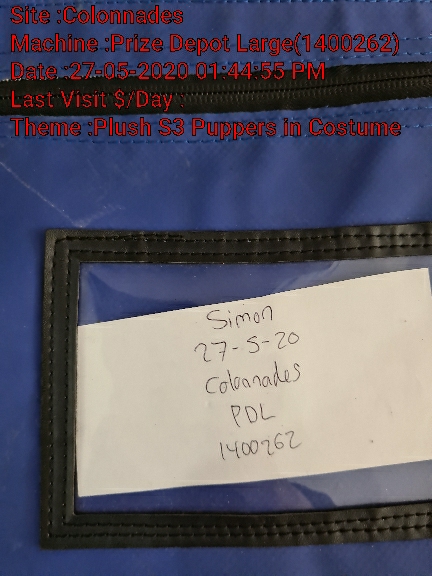 Site :Colonnades
Machine :Prize Depot Large(1400262)
Date :27-05-2020 01:44:55 PM
Last Visit $/Day :
Theme :Plush S3 Puppers in Costume
Simon
27-5-20
Colonnades
PDL
1400262